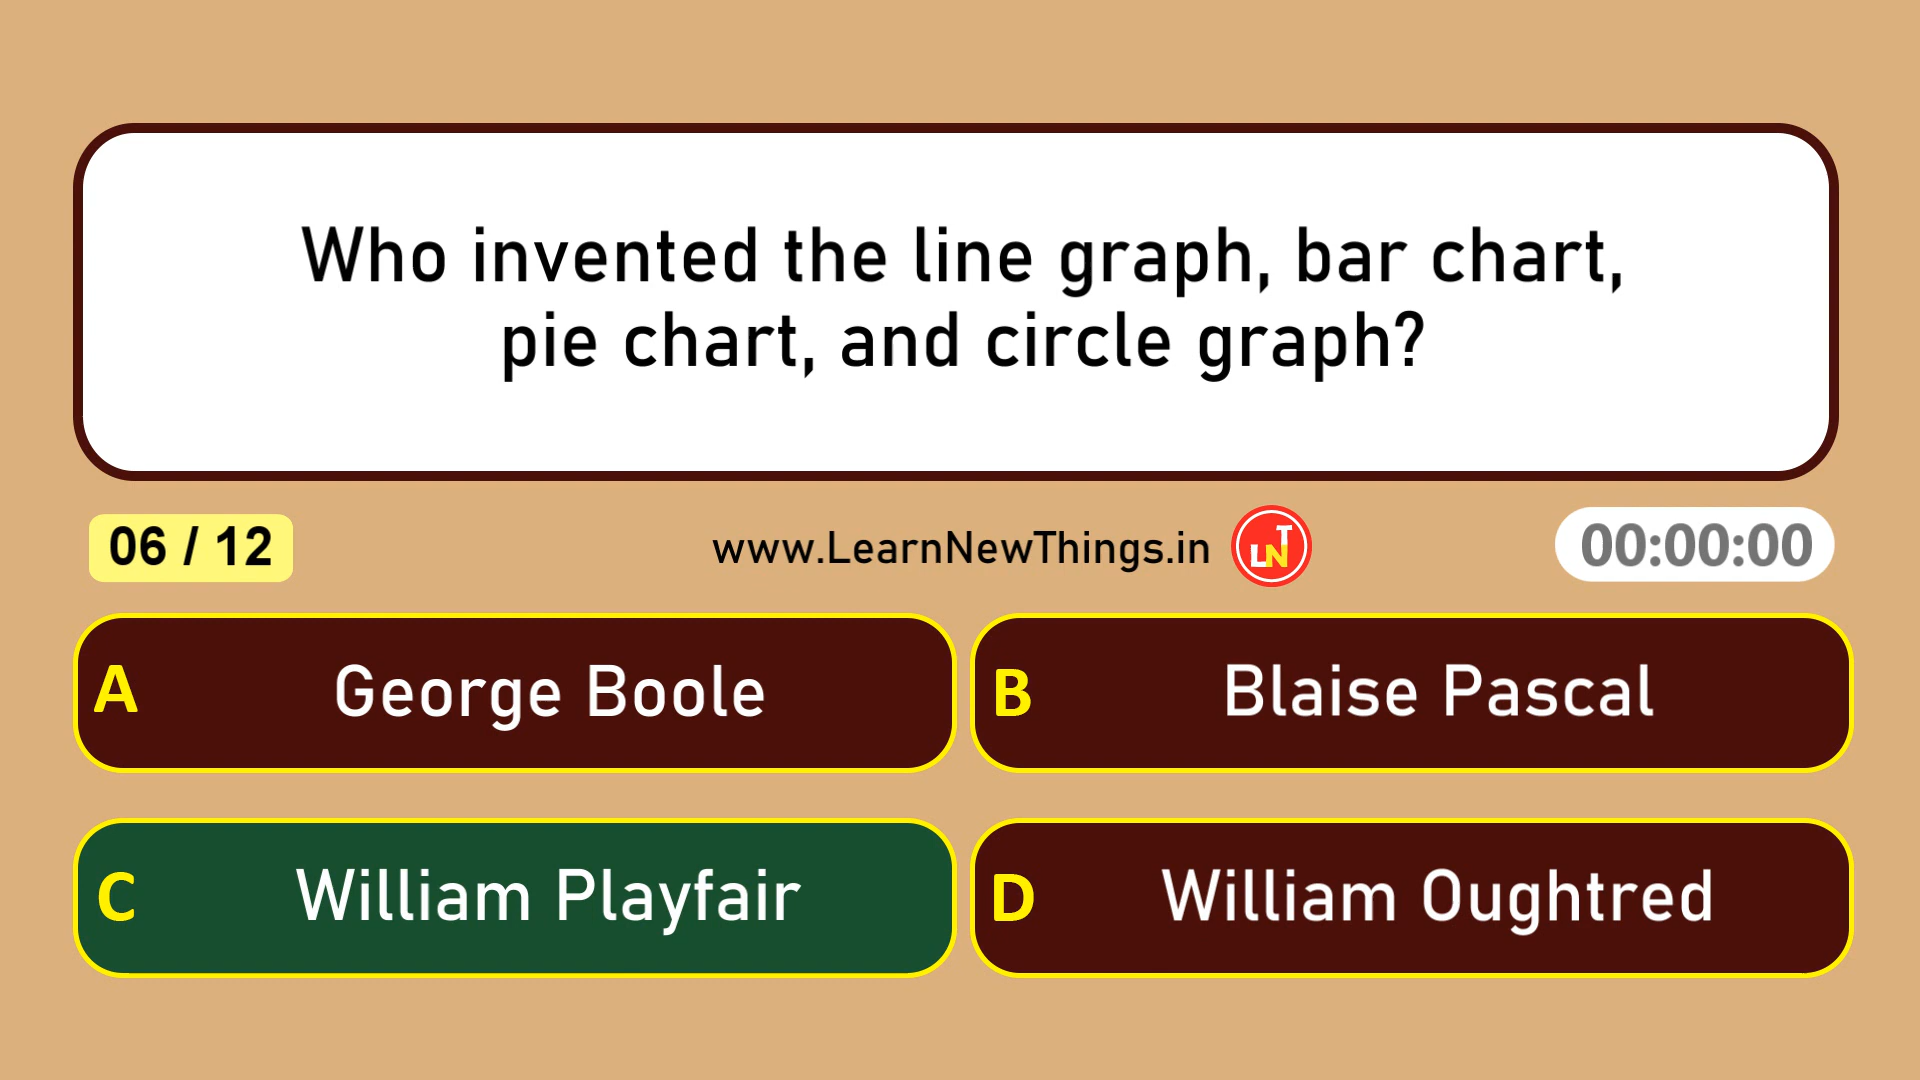 Who invented the line graph, bar chart,
pie chart, and circle graph?
06 / 12
www.LearnNewThings.in
LNT
00:00:00
A George Boole
B Blaise Pascal
C William Playfair
D William Oughtred